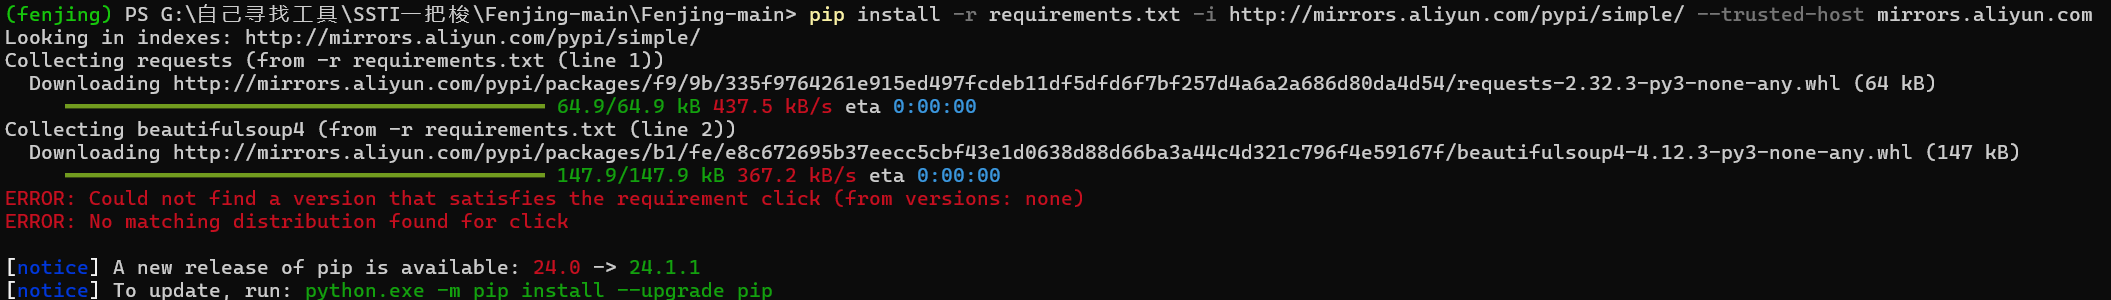 (fenjing) PS G:\自己寻找工具\SSTI一把梭\Fenjing-main\Fenjing-main> pip install -r requirements.txt -i http://mirrors.aliyun.com/pypi/simple/ --trusted-host mirrors.aliyun.com
Looking in indexes: http://mirrors.aliyun.com/pypi/simple/
Collecting requests (from -r requirements.txt (line 1))
Downloading http://mirrors.aliyun.com/pypi/packages/f9/9b/335f9764261e915ed497fcdeb11df5dfd6f7bf257d4a6a2a686d80da4d54/requests-2.32.3-py3-none-any.whl (64 kB)
64.9/64.9 kB 437.5 kB/s eta 0:00:00
Collecting beautifulsoup4 (from -r requirements.txt (line 2))
Downloading http://mirrors.aliyun.com/pypi/packages/b1/fe/e8c672695b37eecc5cbf43e1d0638d88d66ba3a44c4d321c796f4e59167f/beautifulsoup4-4.12.3-py3-none-any.whl (147 kB)
147.9/147.9 kB 367.2 kB/s eta 0:00:00
ERROR: Could not find a version that satisfies the requirement click (from versions: none)
ERROR: No matching distribution found for click
[notice] A new release of pip is available: 24.0 -> 24.1.1
[notice] To update, run: python.exe -m pip install --upgrade pip